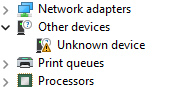 Network adapters
Other devices
Unknown device
Print queues
Processors